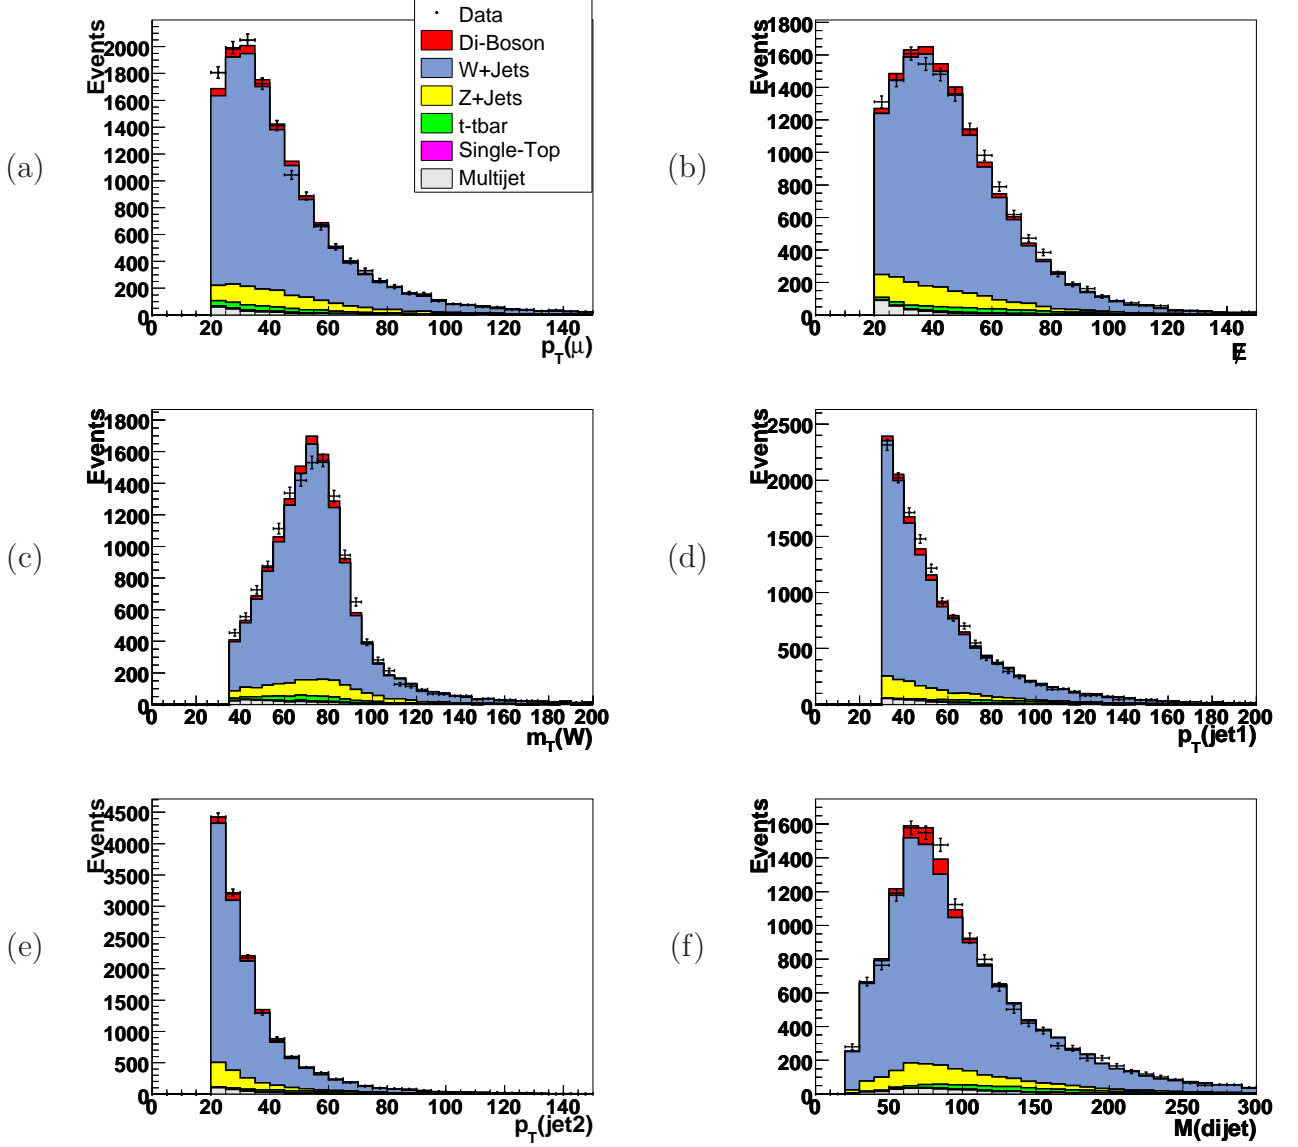 (a)
Events
2000
1800
1600
1400
1200
1000
800
600
400
200
0
0 20 40 60 80 100 120 140
p_T(μ)
Data
Di-Boson
W+Jets
Z+Jets
t-tbar
Single-Top
Multijet
(b)
Events
1800
1600
1400
1200
1000
800
600
400
200
0
0 20 40 60 80 100 120 140
E̸
(c)
Events
1800
1600
1400
1200
1000
800
600
400
200
0
0 20 40 60 80 100 120 140 160 180 200
m_T(W)
(d)
Events
2500
2000
1500
1000
500
0
0 20 40 60 80 100 120 140 160 180 200
p_T(jet1)
(e)
Events
4500
4000
3500
3000
2500
2000
1500
1000
500
0
0 20 40 60 80 100 120 140
p_T(jet2)
(f)
Events
1600
1400
1200
1000
800
600
400
200
0
0 50 100 150 200 250 300
M(dijet)